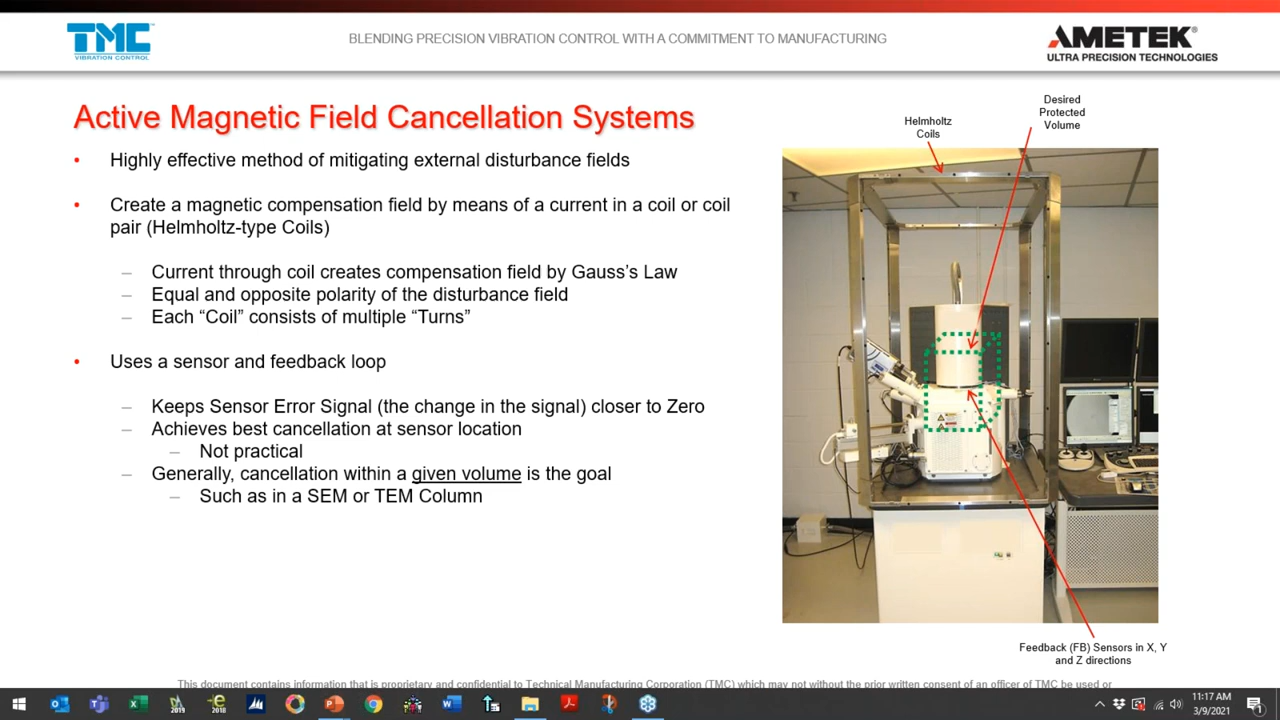 TMC
VIBRATION CONTROL
BLENDING PRECISION VIBRATION CONTROL WITH A COMMITMENT TO MANUFACTURING
AMETEK®
ULTRA PRECISION TECHNOLOGIES
Active Magnetic Field Cancellation Systems
• Highly effective method of mitigating external disturbance fields
• Create a magnetic compensation field by means of a current in a coil or coil
pair (Helmholtz-type Coils)
– Current through coil creates compensation field by Gauss's Law
– Equal and opposite polarity of the disturbance field
– Each “Coil” consists of multiple “Turns”
• Uses a sensor and feedback loop
– Keeps Sensor Error Signal (the change in the signal) closer to Zero
– Achieves best cancellation at sensor location
– Not practical
– Generally, cancellation within a given volume is the goal
– Such as in a SEM or TEM Column
Helmholtz
Coils
Desired
Protected
Volume
Feedback (FB) Sensors in X, Y
and Z directions
This document contains information that is proprietary and confidential to Technical Manufacturing Corporation (TMC) which may not without the prior written consent of an officer of TMC be used or
2019
2018
11:17 AM
3/9/2021
1